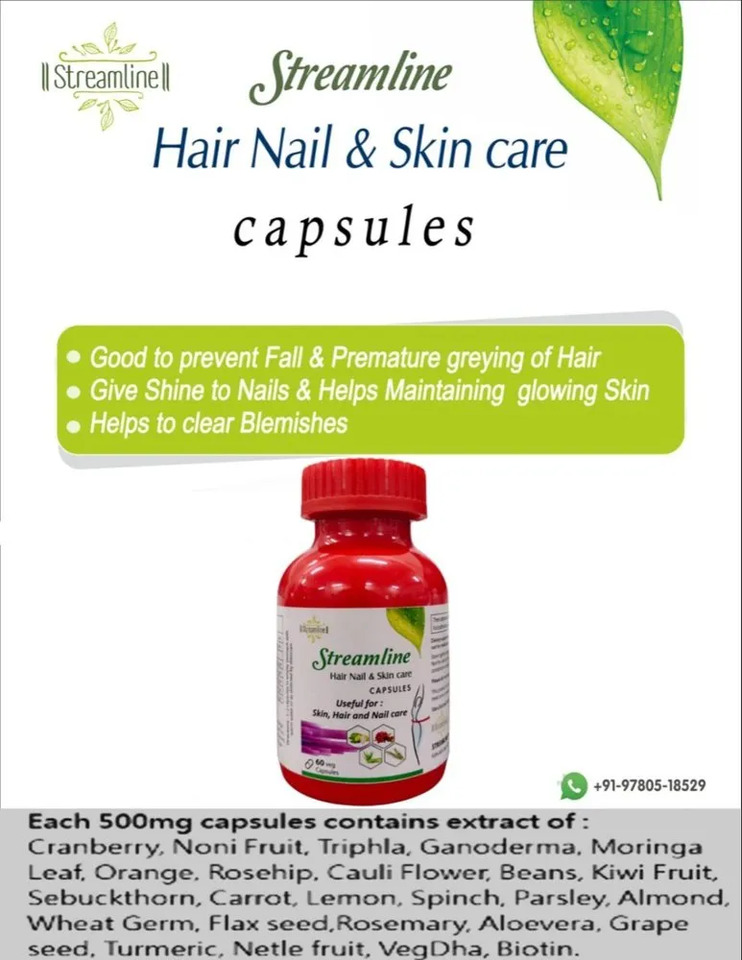 Streamline
Streamline
Hair Nail & Skin care
capsules
Good to prevent Fall & Premature greying of Hair
Give Shine to Nails & Helps Maintaining glowing Skin
Helps to clear Blemishes
Streamline
Streamline
Hair Nail & Skin care
CAPSULES
Useful for :
Skin, Hair and Nail care
60 veg
Capsules
+91-97805-18529
Each 500mg capsules contains extract of :
Cranberry, Noni Fruit, Triphla, Ganoderma, Moringa
Leaf, Orange, Rosehip, Cauli Flower, Beans, Kiwi Fruit,
Sebuckthorn, Carrot, Lemon, Spinch, Parsley, Almond,
Wheat Germ, Flax seed,Rosemary, Aloevera, Grape
seed, Turmeric, Netle fruit, VegDha, Biotin.